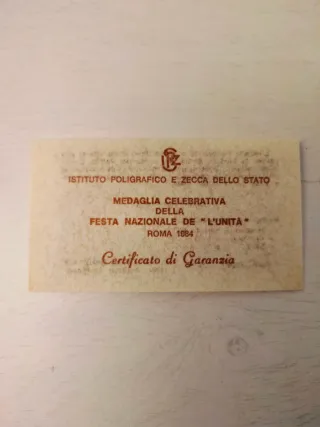 ISTITUTO POLIGRAFICO E ZECCA DELLO STATO
MEDAGLIA CELEBRATIVA
DELLA
FESTA NAZIONALE DE "L'UNITÀ"
ROMA 1984
Certificato di Garanzia